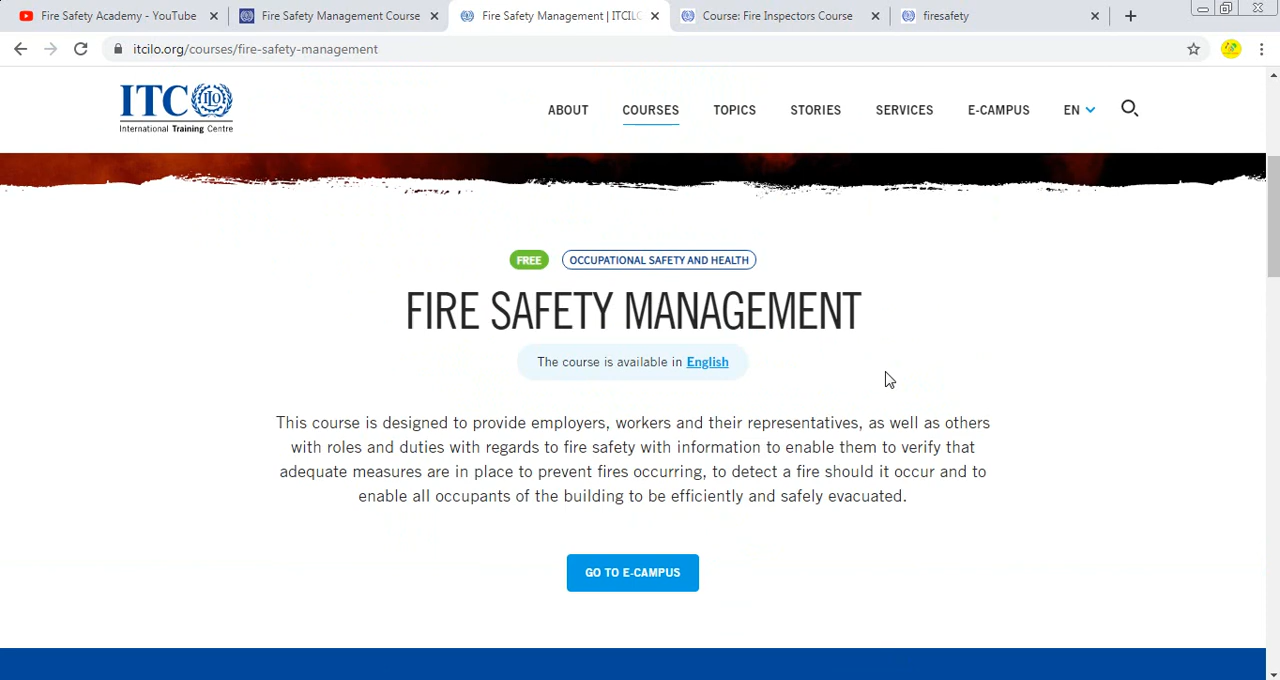 Fire Safety Academy - YouTube
Fire Safety Management Course
Fire Safety Management | ITCILO
Course: Fire Inspectors Course
firesafety
itcilo.org/courses/fire-safety-management
ITC ILO
International Training Centre
ABOUT COURSES TOPICS STORIES SERVICES E-CAMPUS EN
FREE OCCUPATIONAL SAFETY AND HEALTH
FIRE SAFETY MANAGEMENT
The course is available in English
This course is designed to provide employers, workers and their representatives, as well as others
with roles and duties with regards to fire safety with information to enable them to verify that
adequate measures are in place to prevent fires occurring, to detect a fire should it occur and to
enable all occupants of the building to be efficiently and safely evacuated.
GO TO E-CAMPUS